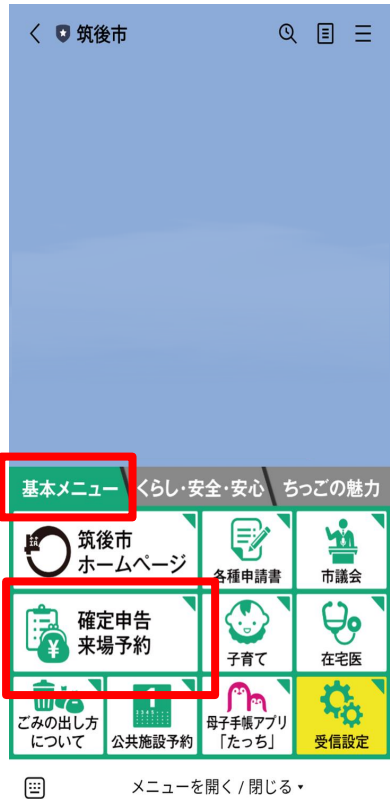 筑後市
基本メニュー
くらし・安全・安心
ちっごの魅力
筑後市
ホームページ
各種申請書
市議会
確定申告
来場予約
子育て
在宅医
ごみの出し方
について
公共施設予約
母子手帳アプリ
「たっち」
受信設定
メニューを開く / 閉じる ▾